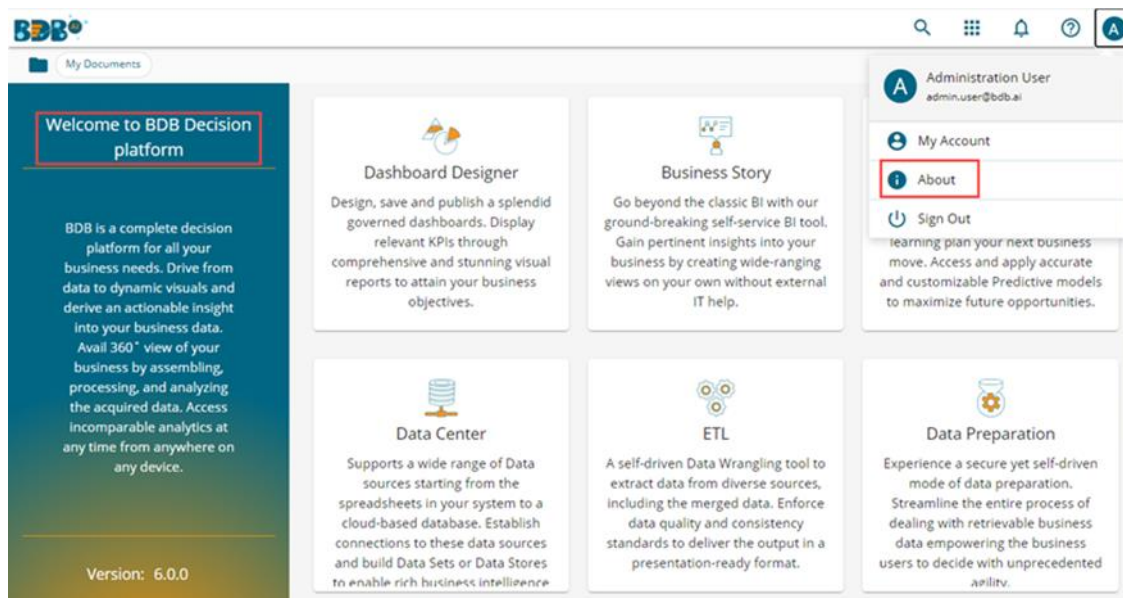 BDB
A
My Documents
Welcome to BDB Decision
platform
BDB is a complete decision
platform for all your
business needs. Drive from
data to dynamic visuals and
derive an actionable insight
into your business data.
Avail 360˚ view of your
business by assembling,
processing, and analyzing
the acquired data. Access
incomparable analytics at
any time from anywhere on
any device.
Version: 6.0.0
Dashboard Designer
Design, save and publish a splendid
governed dashboards. Display
relevant KPIs through
comprehensive and stunning visual
reports to attain your business
objectives.
Business Story
Go beyond the classic BI with our
ground-breaking self-service BI tool.
Gain pertinent insights into your
business by creating wide-ranging
views on your own without external
IT help.
A
Administration User
admin.user@bdb.ai
My Account
About
Sign Out
learning plan your next business
move. Access and apply accurate
and customizable Predictive models
to maximize future opportunities.
Data Center
Supports a wide range of Data
sources starting from the
spreadsheets in your system to a
cloud-based database. Establish
connections to these data sources
and build Data Sets or Data Stores
to enable rich business intelligence
ETL
A self-driven Data Wrangling tool to
extract data from diverse sources,
including the merged data. Enforce
data quality and consistency
standards to deliver the output in a
presentation-ready format.
Data Preparation
Experience a secure yet self-driven
mode of data preparation.
Streamline the entire process of
dealing with retrievable business
data empowering the business
users to decide with unprecedented
agility.